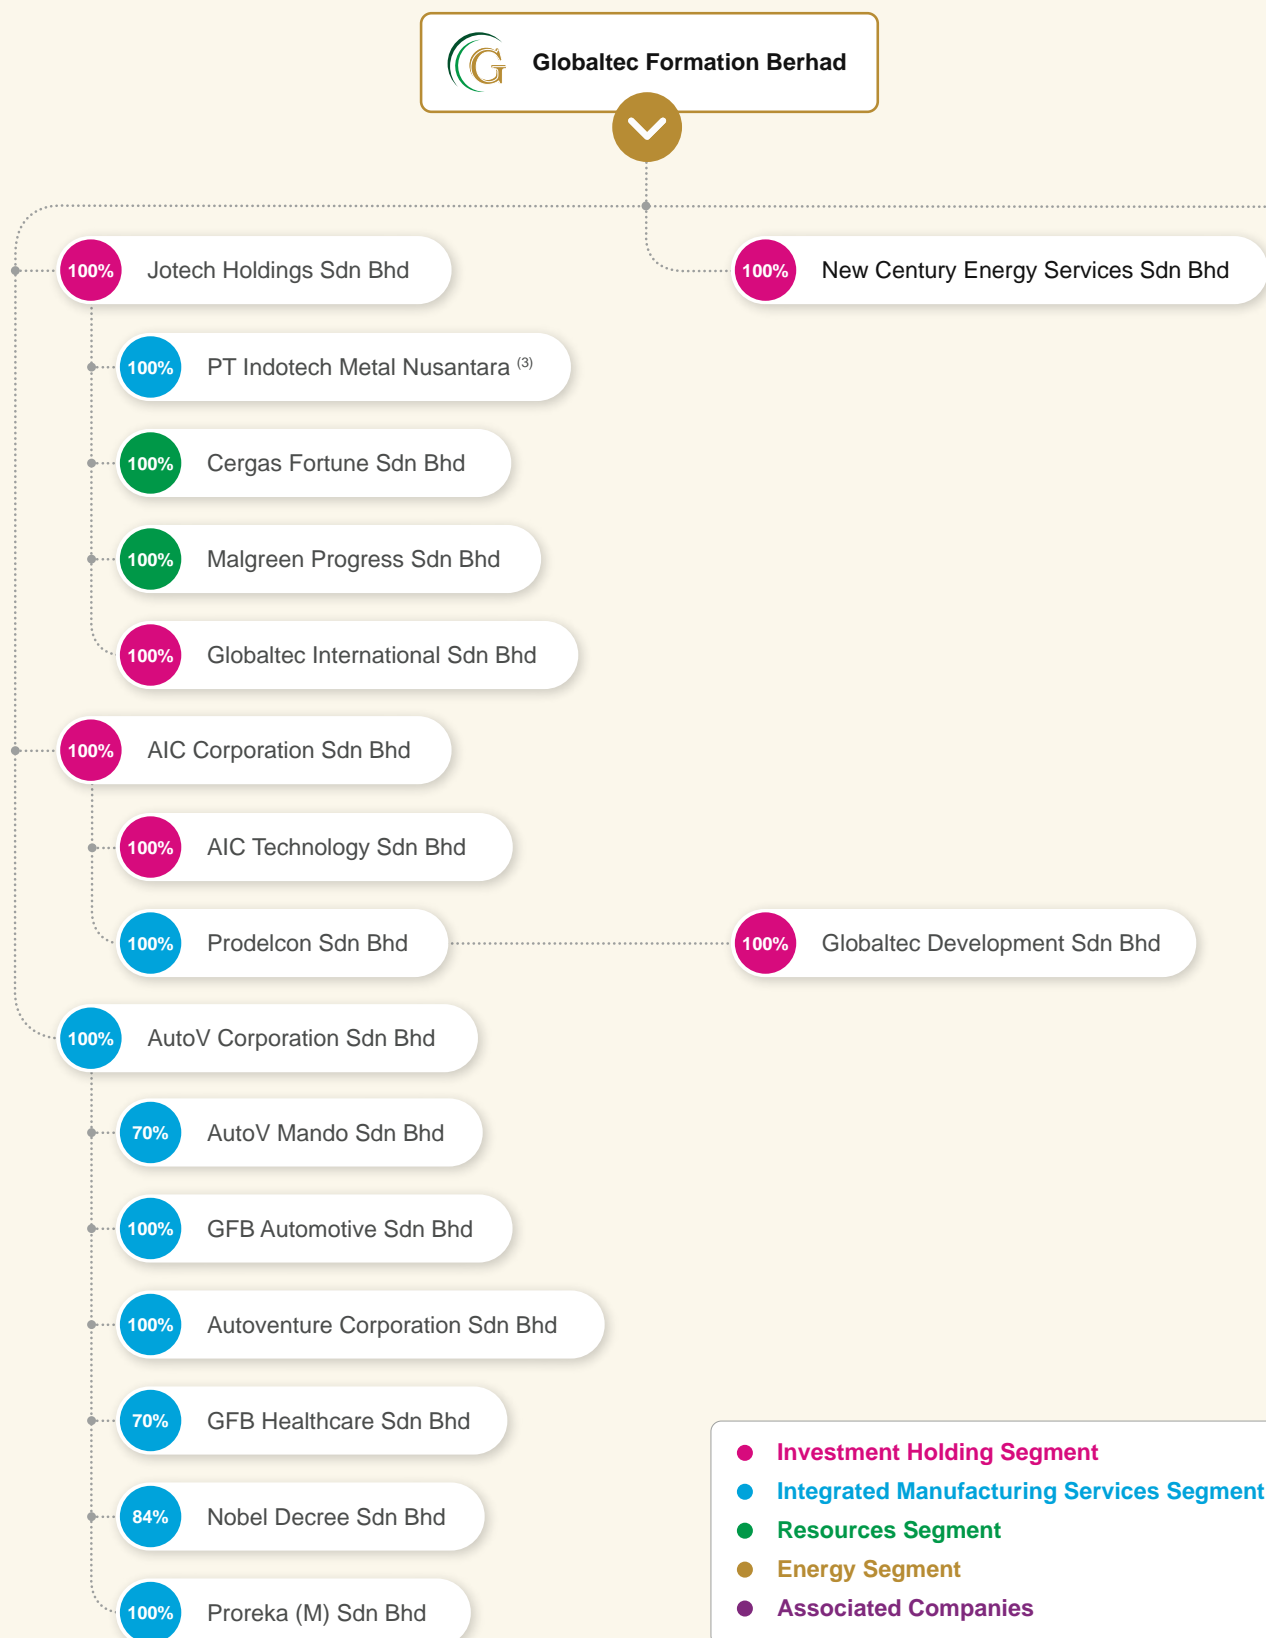 G
Globaltec Formation Berhad
100% Jotech Holdings Sdn Bhd
100% New Century Energy Services Sdn Bhd
100% PT Indotech Metal Nusantara (3)
100% Cergas Fortune Sdn Bhd
100% Malgreen Progress Sdn Bhd
100% Globaltec International Sdn Bhd
100% AIC Corporation Sdn Bhd
100% AIC Technology Sdn Bhd
100% Prodelcon Sdn Bhd
100% Globaltec Development Sdn Bhd
100% AutoV Corporation Sdn Bhd
70% AutoV Mando Sdn Bhd
100% GFB Automotive Sdn Bhd
100% Autoventure Corporation Sdn Bhd
70% GFB Healthcare Sdn Bhd
84% Nobel Decree Sdn Bhd
100% Proreka (M) Sdn Bhd
Investment Holding Segment
Integrated Manufacturing Services Segment
Resources Segment
Energy Segment
Associated Companies